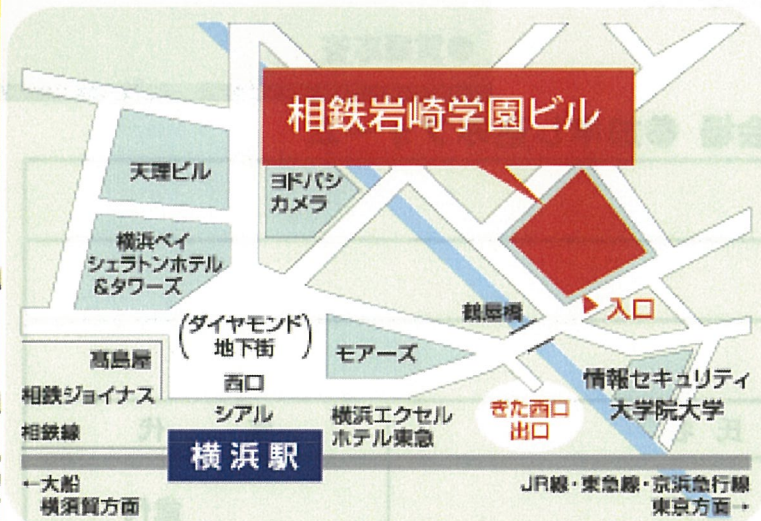 相鉄岩崎学園ビル
天理ビル
ヨドバシ
カメラ
横浜ベイ
シェラトンホテル
&タワーズ
(ダイヤモンド)
地下街
鶴屋橋
▶入口
髙島屋
西口
モアーズ
相鉄ジョイナス
シアル
横浜エクセル
ホテル東急
きた西口
出口
情報セキュリティ
大学院大学
相鉄線
横浜駅
←大船
横須賀方面
JR線・東急線・京浜急行線
東京方面→